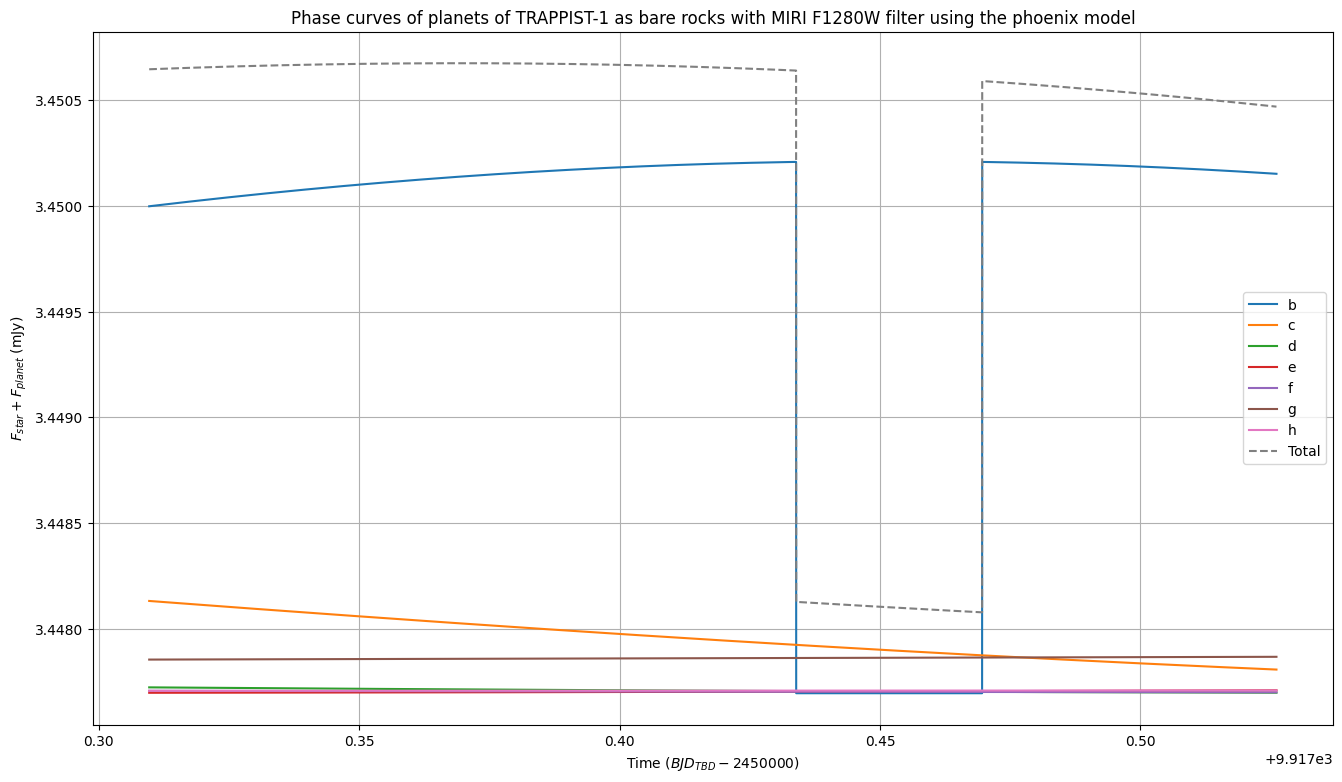 Phase curves of planets of TRAPPIST-1 as bare rocks with MIRI F1280W filter using the phoenix model
3.4505
3.4500
3.4495
3.4490
3.4485
3.4480
F_star + F_planet (mJy)
b
c
d
e
f
g
h
Total
0.30
0.35
0.40
0.45
0.50
+9.917e3
Time (BJD_TBD − 2450000)